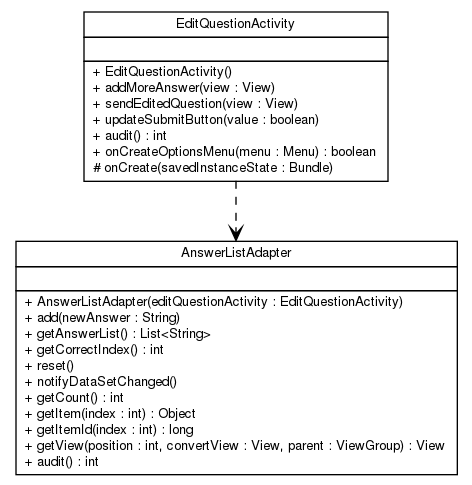 EditQuestionActivity
+ EditQuestionActivity()
+ addMoreAnswer(view : View)
+ sendEditedQuestion(view : View)
+ updateSubmitButton(value : boolean)
+ audit() : int
+ onCreateOptionsMenu(menu : Menu) : boolean
# onCreate(savedInstanceState : Bundle)
AnswerListAdapter
+ AnswerListAdapter(editQuestionActivity : EditQuestionActivity)
+ add(newAnswer : String)
+ getAnswerList() : List<String>
+ getCorrectIndex() : int
+ reset()
+ notifyDataSetChanged()
+ getCount() : int
+ getItem(index : int) : Object
+ getItemId(index : int) : long
+ getView(position : int, convertView : View, parent : ViewGroup) : View
+ audit() : int